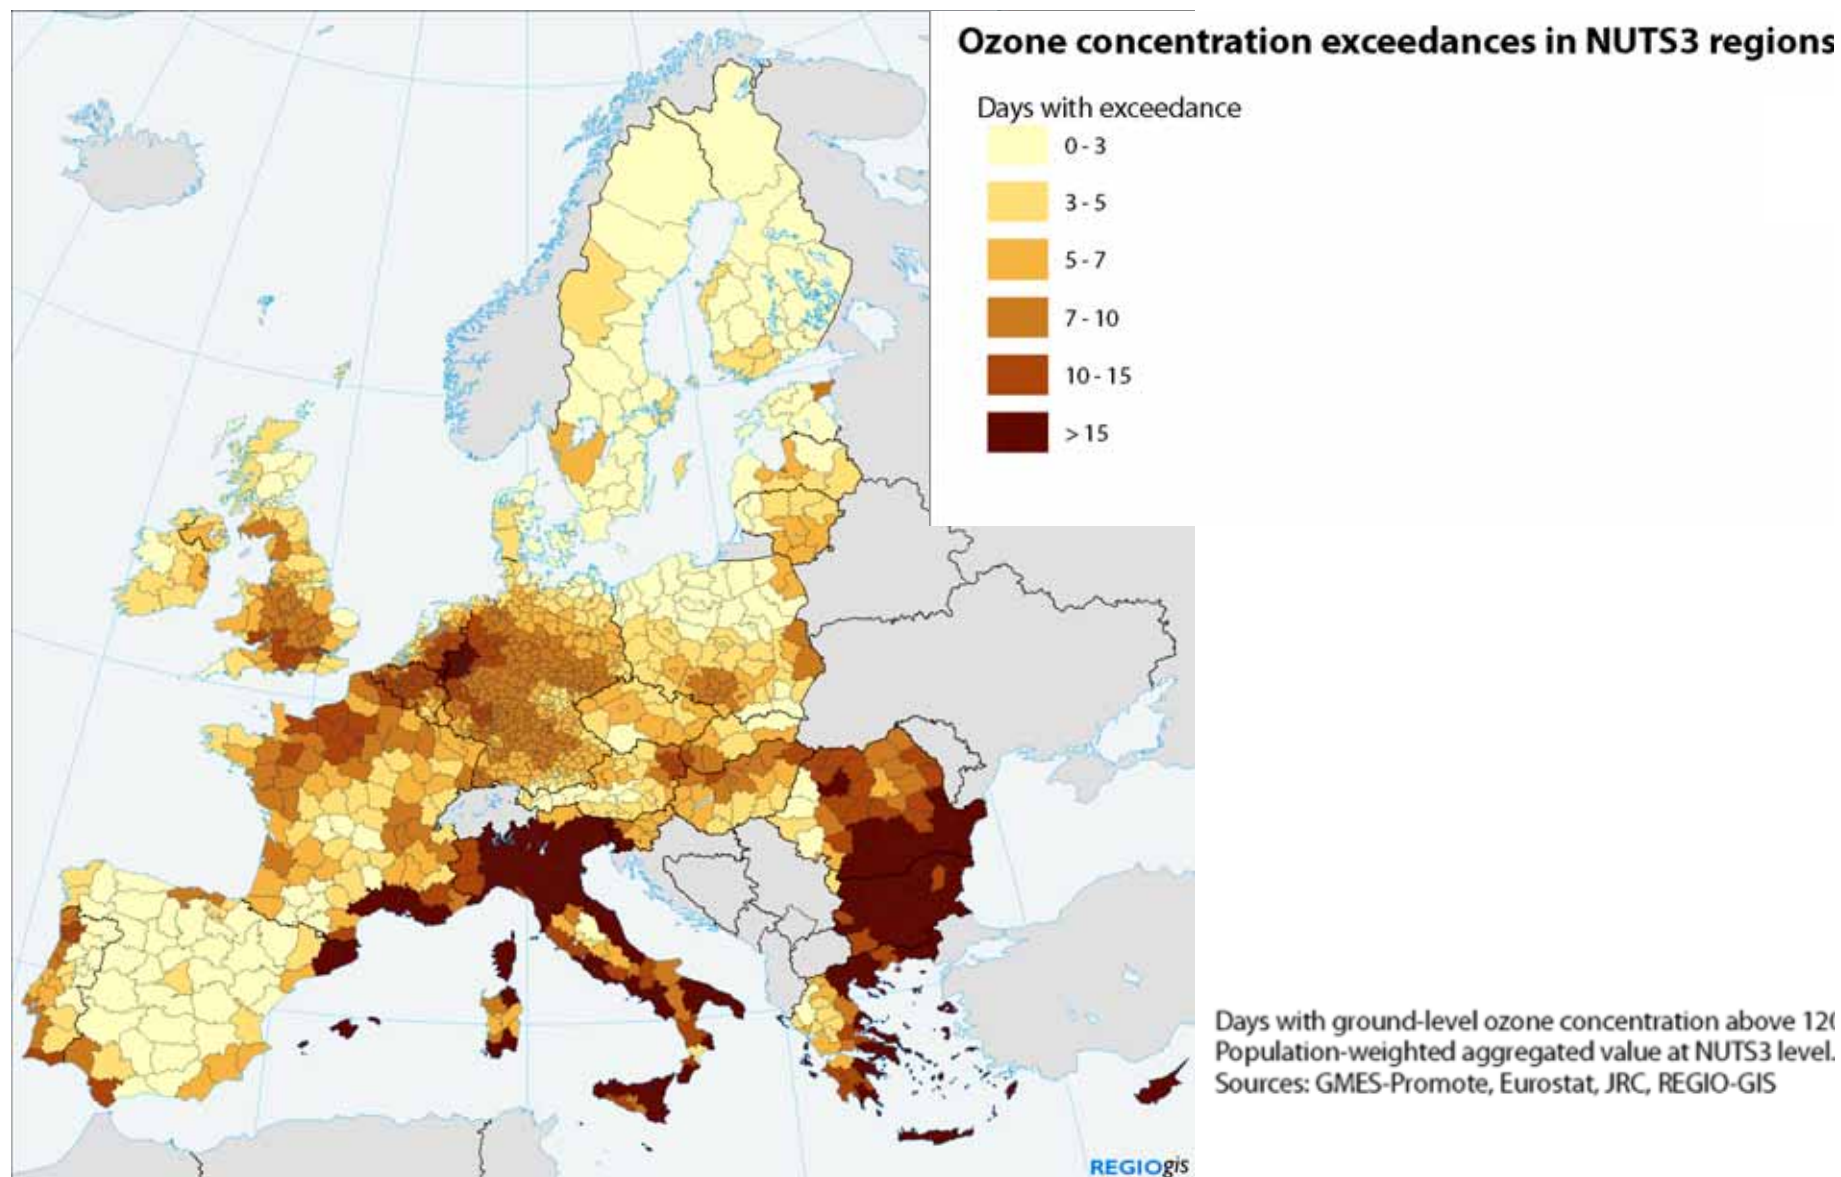 Ozone concentration exceedances in NUTS3 regions
Days with exceedance
0 - 3
3 - 5
5 - 7
7 - 10
10 - 15
> 15
Days with ground-level ozone concentration above 120
Population-weighted aggregated value at NUTS3 level.
Sources: GMES-Promote, Eurostat, JRC, REGIO-GIS
REGIOgis